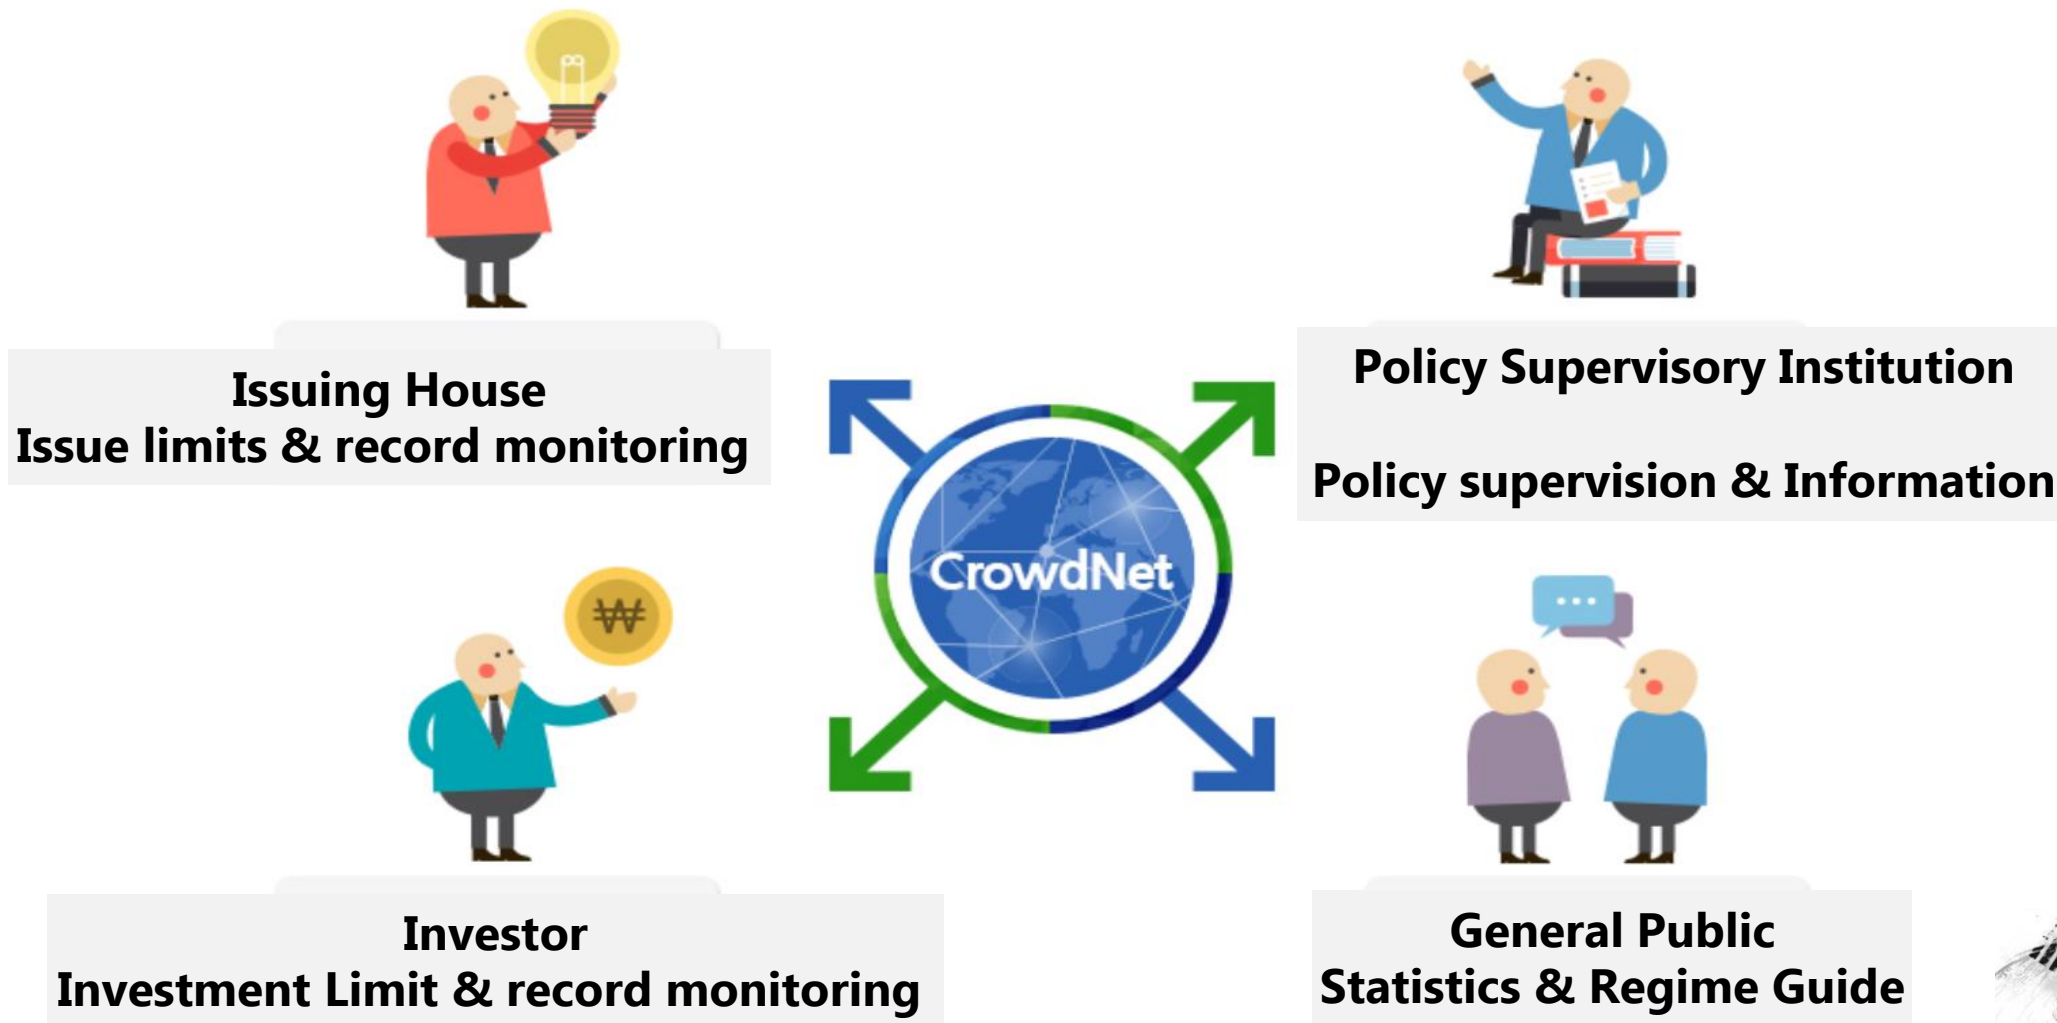 Issuing House
Issue limits & record monitoring
Policy Supervisory Institution
Policy supervision & Information
CrowdNet
₩
Investor
Investment Limit & record monitoring
General Public
Statistics & Regime Guide